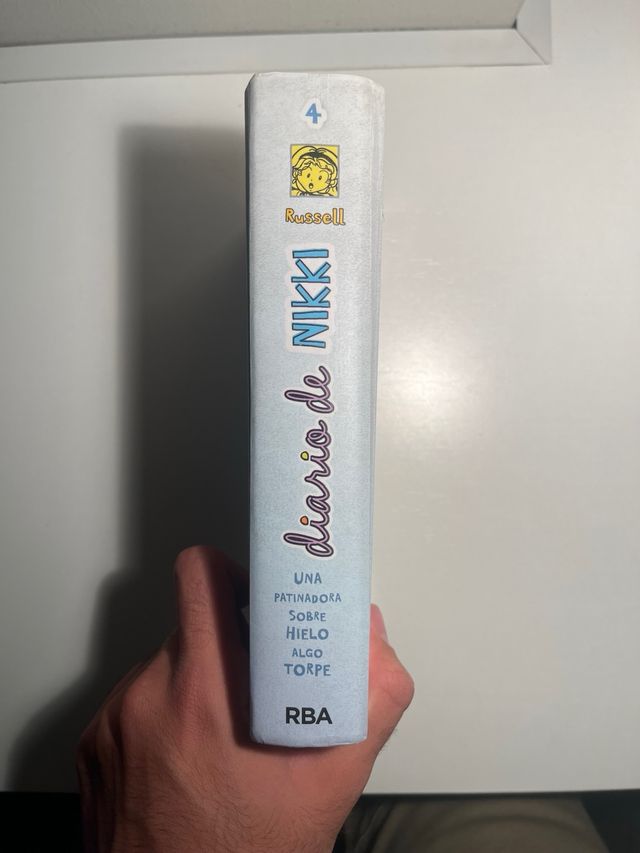 4
Russell
diario de NIKKI
UNA
PATINADORA
SOBRE
HIELO
ALGO
TORPE
RBA